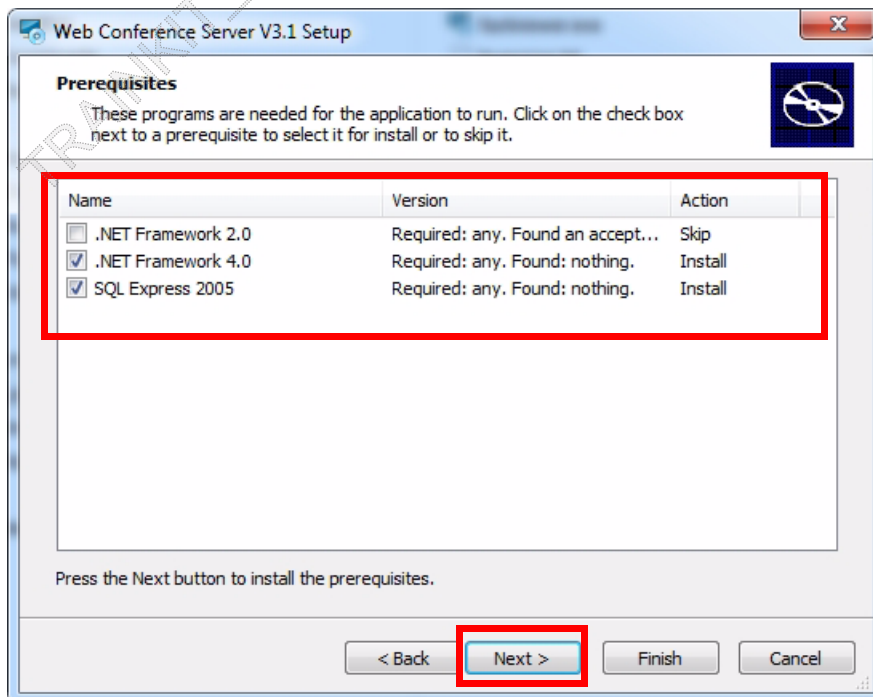 Web Conference Server V3.1 Setup
Prerequisites
These programs are needed for the application to run. Click on the check box
next to a prerequisite to select it for install or to skip it.
Name Version Action
.NET Framework 2.0 Required: any. Found an accept... Skip
.NET Framework 4.0 Required: any. Found: nothing. Install
SQL Express 2005 Required: any. Found: nothing. Install
Press the Next button to install the prerequisites.
< Back Next > Finish Cancel
TRAINKIT_